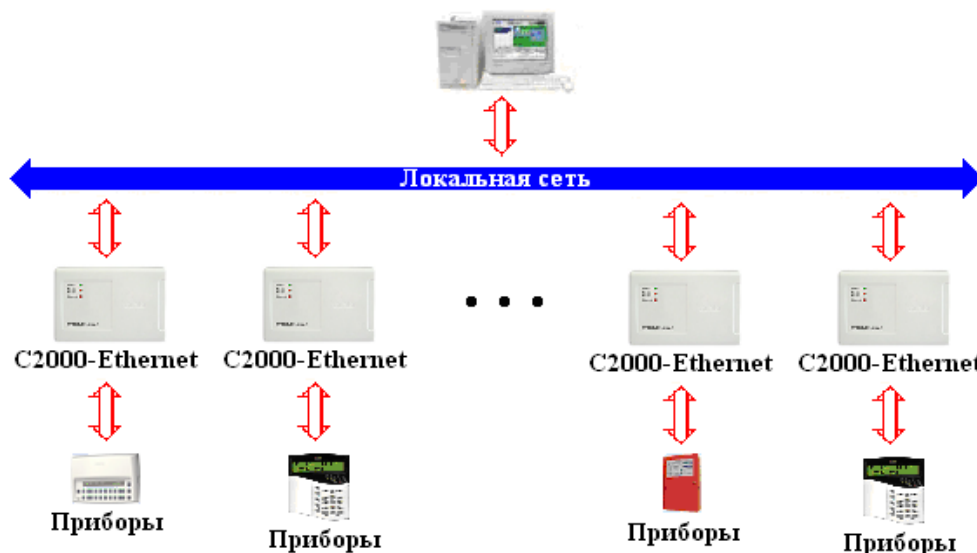 Локальная сеть
С2000-Ethernet
С2000-Ethernet
С2000-Ethernet
С2000-Ethernet
Приборы
Приборы
Приборы
Приборы